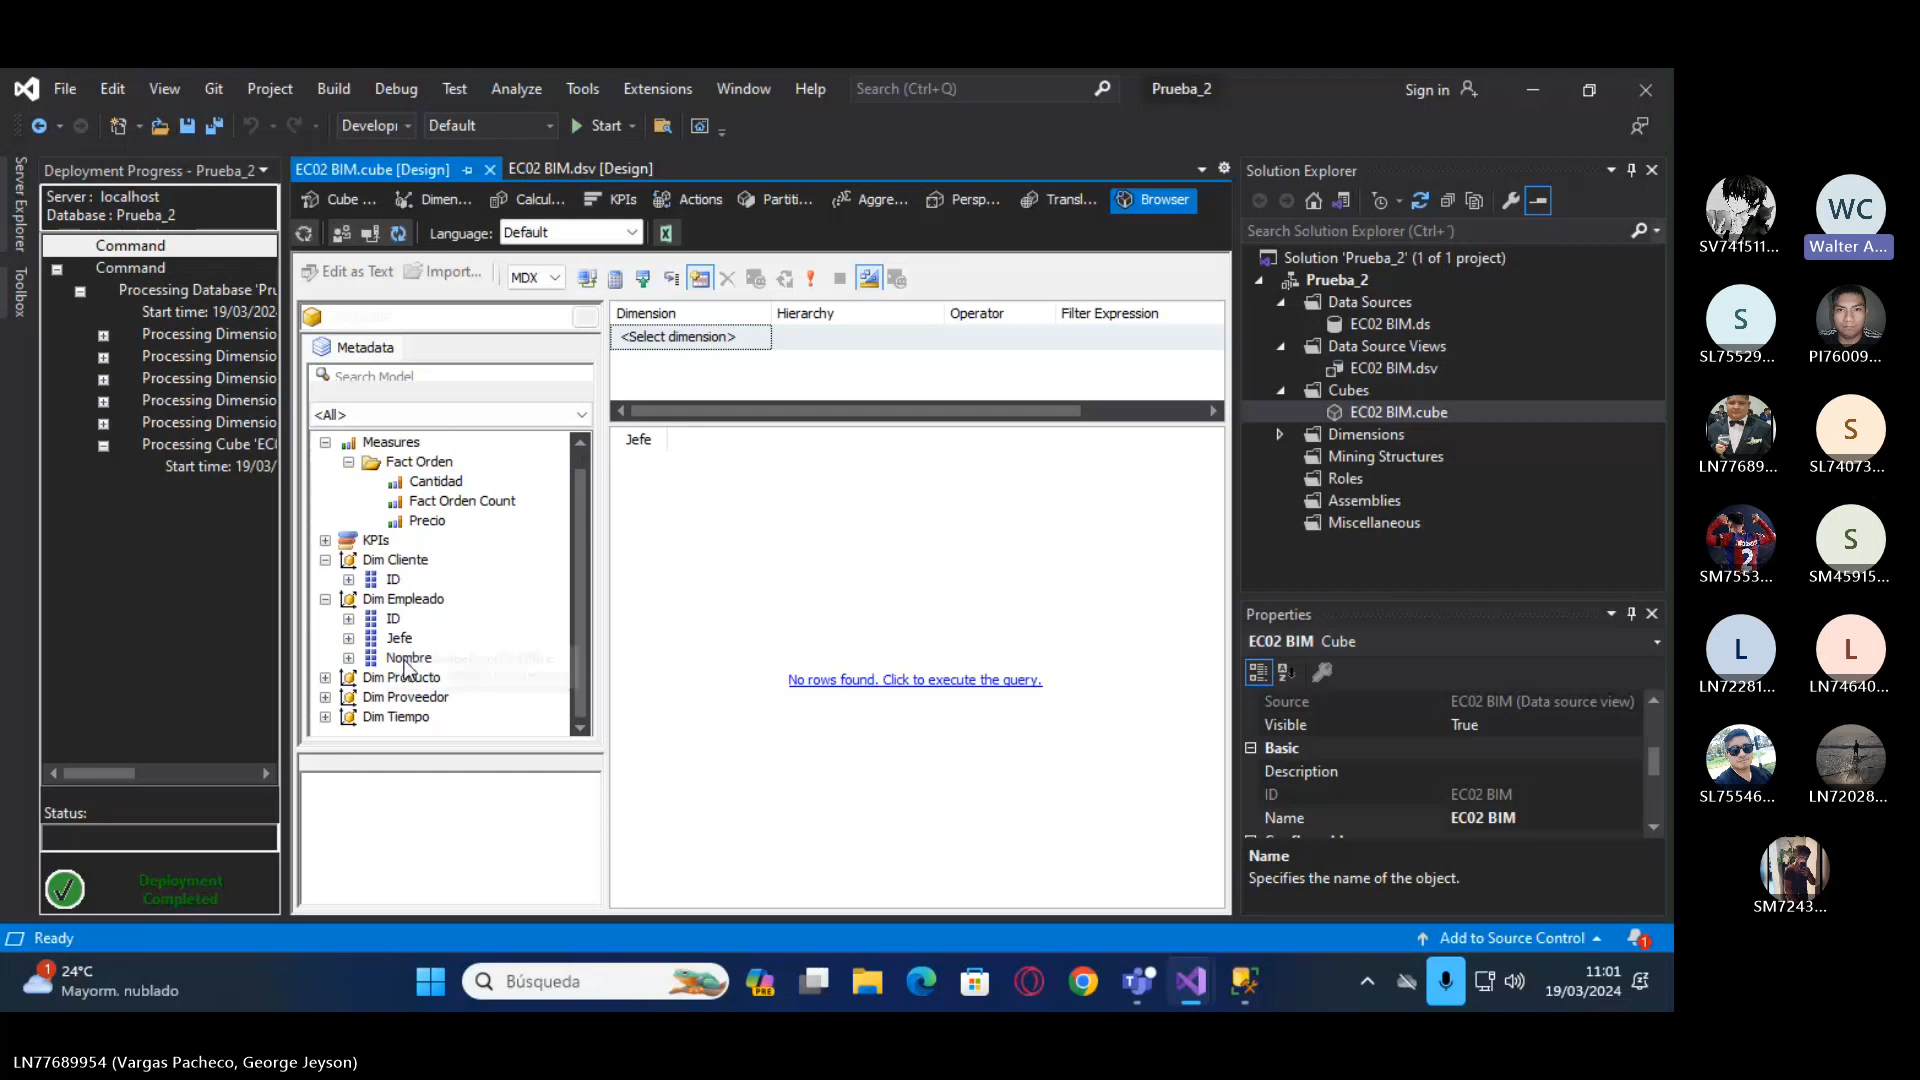 File Edit View Git Project Build Debug Test Analyze Tools Extensions Window Help Search (Ctrl+Q) Prueba_2 Sign in
Developi Default Start
Server Explorer
Toolbox
Deployment Progress - Prueba_2
Server : localhost
Database : Prueba_2
Command
Command
Processing Database 'Pru
Start time: 19/03/202
Processing Dimensio
Processing Dimensio
Processing Dimensio
Processing Dimensio
Processing Dimensio
Processing Cube 'EC(
Start time: 19/03/
Status:
Deployment
Completed
EC02 BIM.cube [Design] EC02 BIM.dsv [Design]
Cube ... Dimen... Calcul... KPIs Actions Partiti... Aggre... Persp... Transl... Browser
Language: Default
Edit as Text Import... MDX
Metadata
Search Model
<All>
Measures
Fact Orden
Cantidad
Fact Orden Count
Precio
KPIs
Dim Cliente
ID
Dim Empleado
ID
Jefe
Nombre
Dim Producto
Dim Proveedor
Dim Tiempo
Dimension Hierarchy Operator Filter Expression
<Select dimension>
Jefe
No rows found. Click to execute the query.
Solution Explorer
Search Solution Explorer (Ctrl+´)
Solution 'Prueba_2' (1 of 1 project)
Prueba_2
Data Sources
EC02 BIM.ds
Data Source Views
EC02 BIM.dsv
Cubes
EC02 BIM.cube
Dimensions
Mining Structures
Roles
Assemblies
Miscellaneous
Properties
EC02 BIM Cube
Source EC02 BIM (Data source view)
Visible True
Basic
Description
ID EC02 BIM
Name EC02 BIM
Name
Specifies the name of the object.
Ready
Add to Source Control
1
1
24°C
Mayorm. nublado
Búsqueda
PRE
11:01
19/03/2024
SV741511...
WC
Walter A...
S
SL75529...
PI76009...
LN77689...
S
SL74073...
SM7553...
S
SM45915...
L
LN72281...
L
LN74640...
SL75546...
LN72028...
SM7243...
LN77689954 (Vargas Pacheco, George Jeyson)